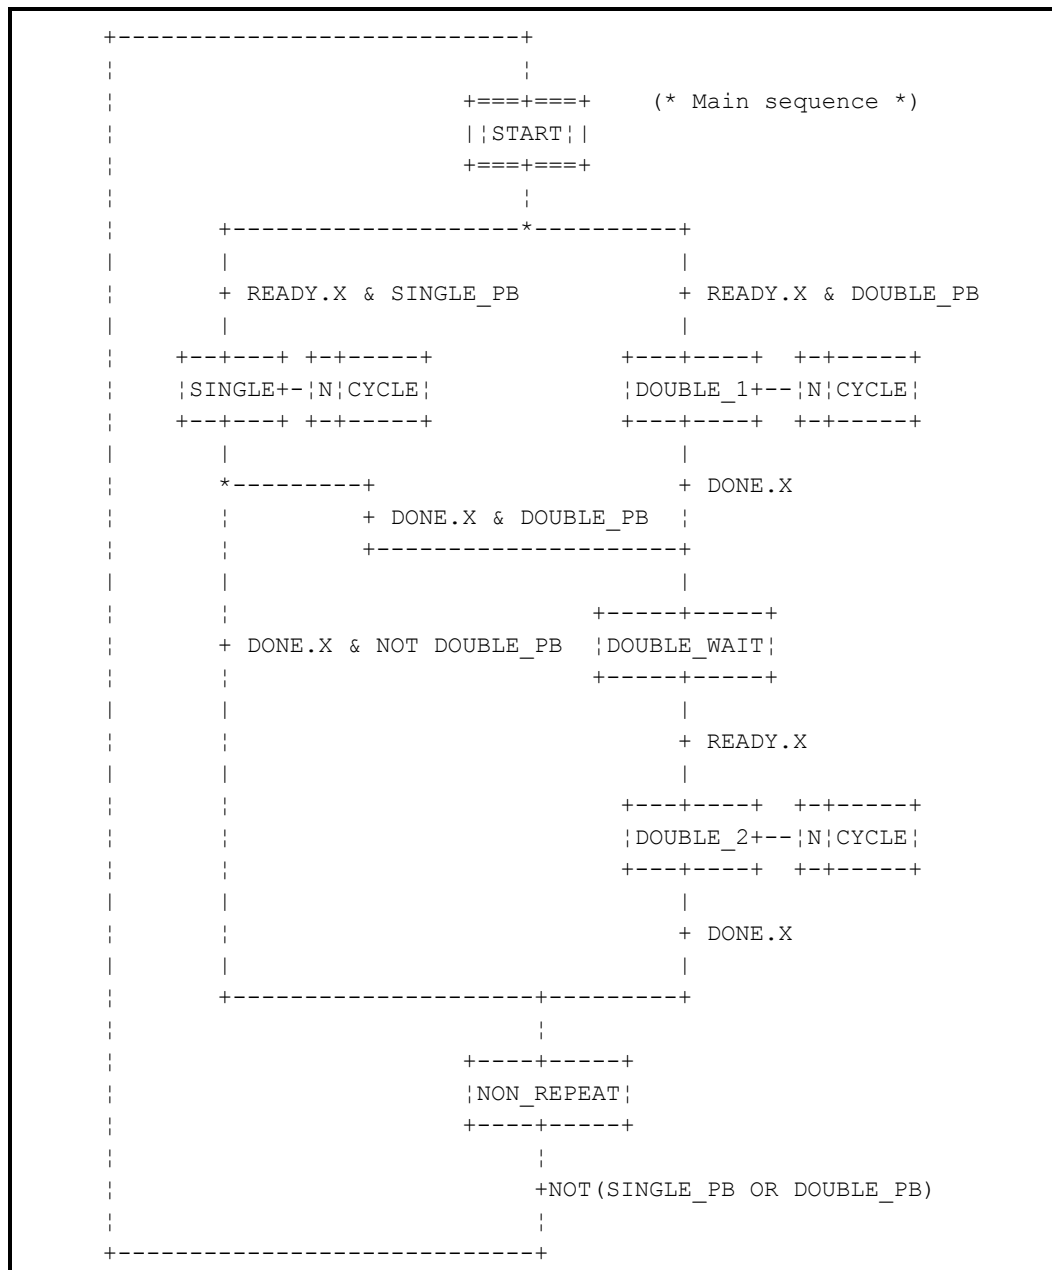 (* Main sequence *)
START
READY.X & SINGLE_PB READY.X & DOUBLE_PB
SINGLE N CYCLE DOUBLE_1 N CYCLE
DONE.X
DONE.X & DOUBLE_PB
DONE.X & NOT DOUBLE_PB DOUBLE_WAIT
READY.X
DOUBLE_2 N CYCLE
DONE.X
NON_REPEAT
NOT(SINGLE_PB OR DOUBLE_PB)